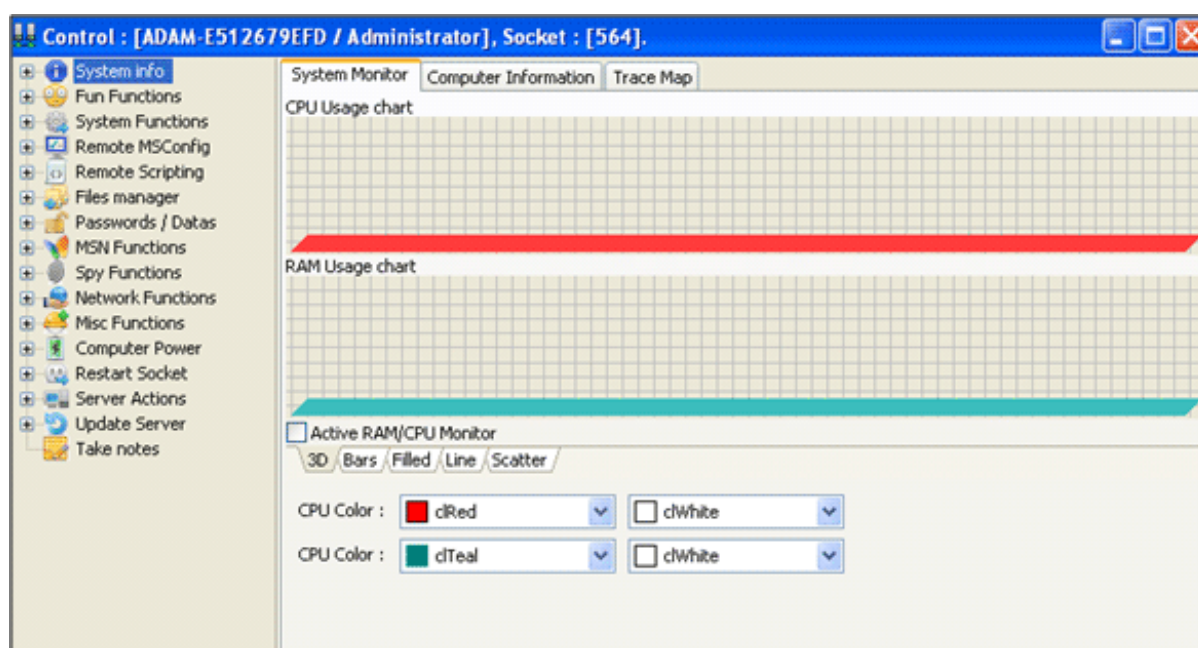 Control : [ADAM-E512679EFD / Administrator], Socket : [564].
System info
Fun Functions
System Functions
Remote MSConfig
Remote Scripting
Files manager
Passwords / Datas
MSN Functions
Spy Functions
Network Functions
Misc Functions
Computer Power
Restart Socket
Server Actions
Update Server
Take notes
System Monitor
Computer Information
Trace Map
CPU Usage chart
RAM Usage chart
Active RAM/CPU Monitor
3D
Bars
Filled
Line
Scatter
CPU Color :
clRed
clWhite
CPU Color :
clTeal
clWhite